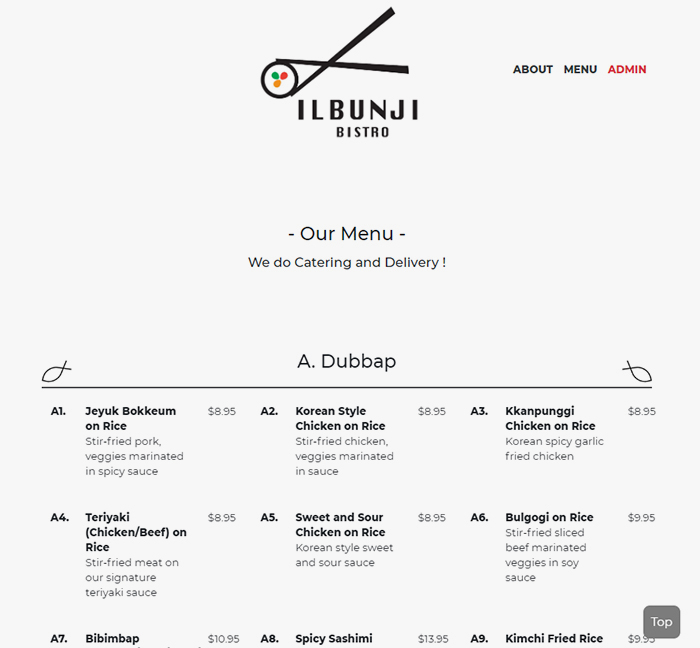 ABOUT MENU ADMIN
ILBUNJI
BISTRO
- Our Menu -
We do Catering and Delivery !
A. Dubbap
A1. Jeyuk Bokkeum $8.95
on Rice
Stir-fried pork,
veggies marinated
in spicy sauce
A2. Korean Style $8.95
Chicken on Rice
Stir-fried chicken,
veggies marinated
in sauce
A3. Kkanpunggi $8.95
Chicken on Rice
Korean spicy garlic
fried chicken
A4. Teriyaki $8.95
(Chicken/Beef) on
Rice
Stir-fried meat on
our signature
teriyaki sauce
A5. Sweet and Sour $8.95
Chicken on Rice
Korean style sweet
and sour sauce
A6. Bulgogi on Rice $9.95
Stir-fried sliced
beef marinated
veggies in soy
sauce
A7. Bibimbap $10.95
A8. Spicy Sashimi $13.95
A9. Kimchi Fried Rice $9.95
Top